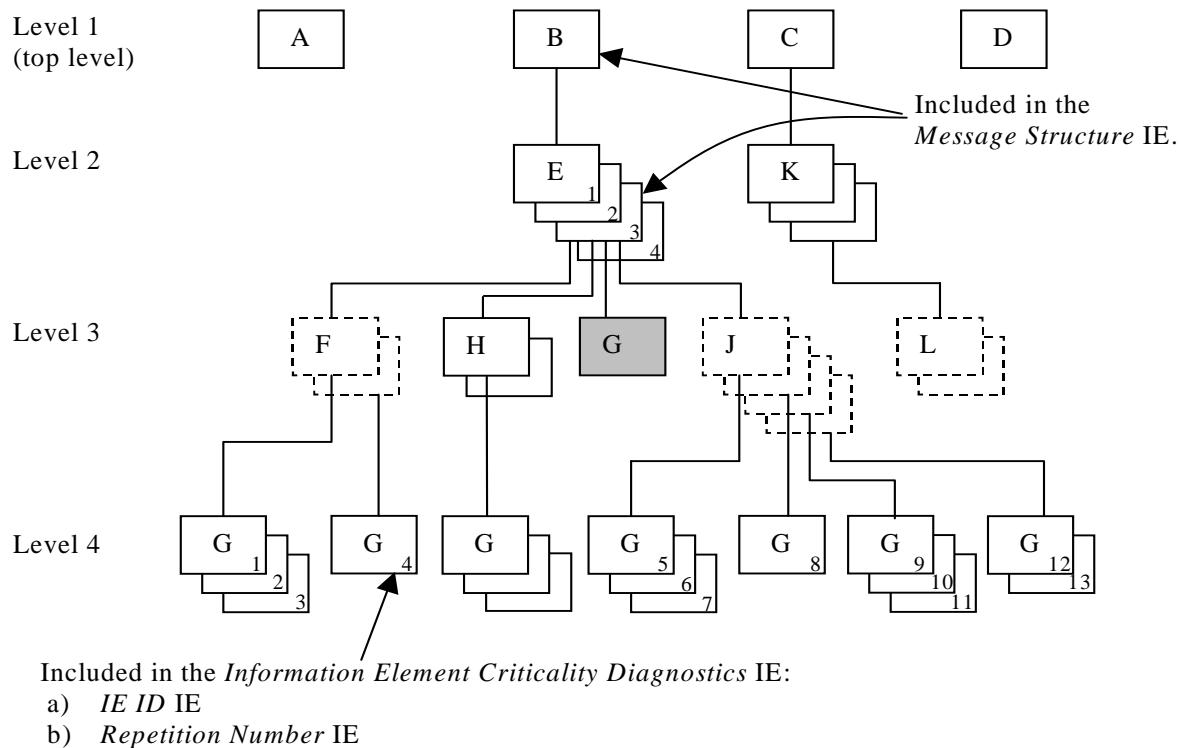 Level 1
(top level)
A
B
C
D
Included in the
Message Structure IE.
Level 2
E
1
2
3
4
K
Level 3
F
H
G
J
L
Level 4
G
1
2
3
G
4
G
G
5
6
7
G
8
G
9
10
11
G
12
13
Included in the Information Element Criticality Diagnostics IE:
a) IE ID IE
b) Repetition Number IE